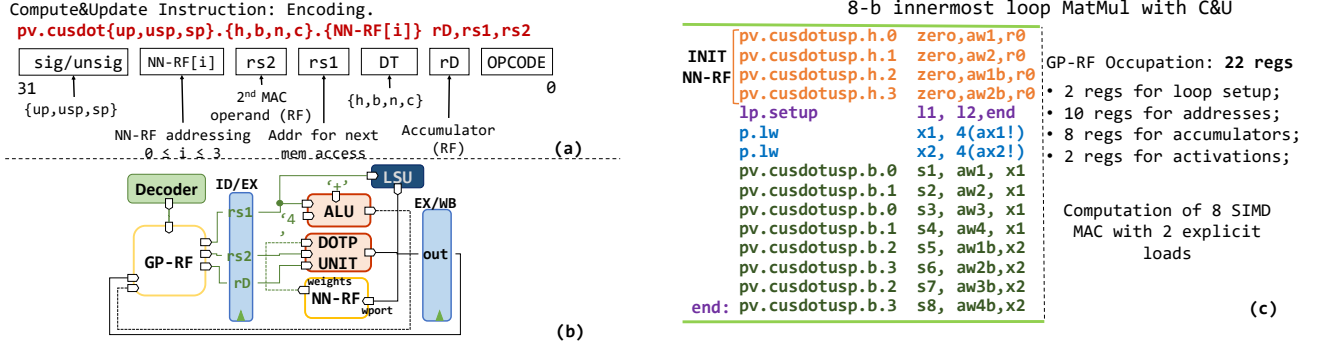 Compute&Update Instruction: Encoding.
pv.cusdot{up,usp,sp}.{h,b,n,c}.{NN-RF[i]} rD,rs1,rs2
sig/unsig NN-RF[i] rs2 rs1 DT rD OPCODE
31 0
{up,usp,sp}
2nd MAC
operand (RF)
{h,b,n,c}
NN-RF addressing
0 ≤ i ≤ 3
Addr for next
mem access
Accumulator
(RF)
(a)
Decoder
ID/EX
LSU
'+'
rs1
'4
'
ALU
EX/WB
GP-RF
rs2
DOTP
UNIT
out
rD
weights
NN-RF
wport
(b)
8-b innermost loop MatMul with C&U
INIT
NN-RF
pv.cusdotusp.h.0 zero,aw1,r0
pv.cusdotusp.h.1 zero,aw2,r0
pv.cusdotusp.h.2 zero,aw1b,r0
pv.cusdotusp.h.3 zero,aw2b,r0
lp.setup l1, l2,end
p.lw x1, 4(ax1!)
p.lw x2, 4(ax2!)
pv.cusdotusp.b.0 s1, aw1, x1
pv.cusdotusp.b.1 s2, aw2, x1
pv.cusdotusp.b.0 s3, aw3, x1
pv.cusdotusp.b.1 s4, aw4, x1
pv.cusdotusp.b.2 s5, aw1b,x2
pv.cusdotusp.b.3 s6, aw2b,x2
pv.cusdotusp.b.2 s7, aw3b,x2
end: pv.cusdotusp.b.3 s8, aw4b,x2
GP-RF Occupation: 22 regs
• 2 regs for loop setup;
• 10 regs for addresses;
• 8 regs for accumulators;
• 2 regs for activations;
Computation of 8 SIMD
MAC with 2 explicit
loads
(c)